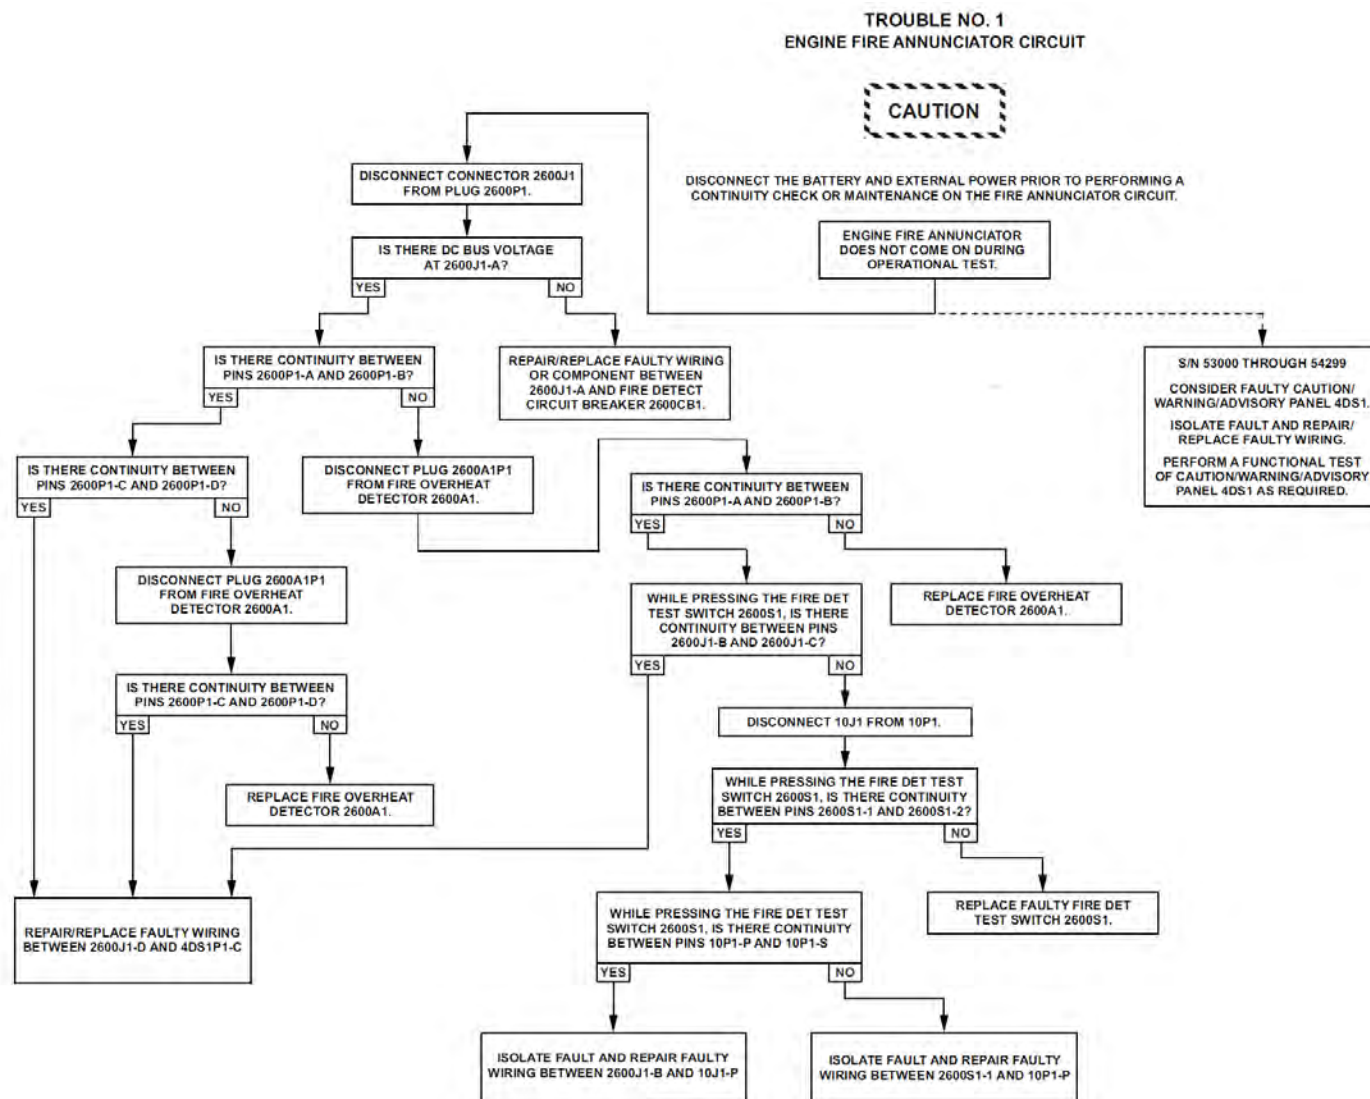 TROUBLE NO. 1
ENGINE FIRE ANNUNCIATOR CIRCUIT
CAUTION
DISCONNECT THE BATTERY AND EXTERNAL POWER PRIOR TO PERFORMING A
CONTINUITY CHECK OR MAINTENANCE ON THE FIRE ANNUNCIATOR CIRCUIT.
ENGINE FIRE ANNUNCIATOR
DOES NOT COME ON DURING
OPERATIONAL TEST.
DISCONNECT CONNECTOR 2600J1
FROM PLUG 2600P1.
IS THERE DC BUS VOLTAGE
AT 2600J1-A?
YES
NO
IS THERE CONTINUITY BETWEEN
PINS 2600P1-A AND 2600P1-B?
YES
NO
REPAIR/REPLACE FAULTY WIRING
OR COMPONENT BETWEEN
2600J1-A AND FIRE DETECT
CIRCUIT BREAKER 2600CB1.
S/N 53000 THROUGH 54299
CONSIDER FAULTY CAUTION/
WARNING/ADVISORY PANEL 4DS1.
ISOLATE FAULT AND REPAIR/
REPLACE FAULTY WIRING.
PERFORM A FUNCTIONAL TEST
OF CAUTION/WARNING/ADVISORY
PANEL 4DS1 AS REQUIRED.
IS THERE CONTINUITY BETWEEN
PINS 2600P1-C AND 2600P1-D?
YES
NO
DISCONNECT PLUG 2600A1P1
FROM FIRE OVERHEAT
DETECTOR 2600A1.
IS THERE CONTINUITY BETWEEN
PINS 2600P1-A AND 2600P1-B?
YES
NO
DISCONNECT PLUG 2600A1P1
FROM FIRE OVERHEAT
DETECTOR 2600A1.
WHILE PRESSING THE FIRE DET
TEST SWITCH 2600S1, IS THERE
CONTINUITY BETWEEN PINS
2600J1-B AND 2600J1-C?
YES
NO
REPLACE FIRE OVERHEAT
DETECTOR 2600A1.
IS THERE CONTINUITY BETWEEN
PINS 2600P1-C AND 2600P1-D?
YES
NO
DISCONNECT 10J1 FROM 10P1.
REPLACE FIRE OVERHEAT
DETECTOR 2600A1.
WHILE PRESSING THE FIRE DET TEST
SWITCH 2600S1, IS THERE CONTINUITY
BETWEEN PINS 2600S1-1 AND 2600S1-2?
YES
NO
REPAIR/REPLACE FAULTY WIRING
BETWEEN 2600J1-D AND 4DS1P1-C
WHILE PRESSING THE FIRE DET TEST
SWITCH 2600S1, IS THERE CONTINUITY
BETWEEN PINS 10P1-P AND 10P1-S
YES
NO
REPLACE FAULTY FIRE DET
TEST SWITCH 2600S1.
ISOLATE FAULT AND REPAIR FAULTY
WIRING BETWEEN 2600J1-B AND 10J1-P
ISOLATE FAULT AND REPAIR FAULTY
WIRING BETWEEN 2600S1-1 AND 10P1-P